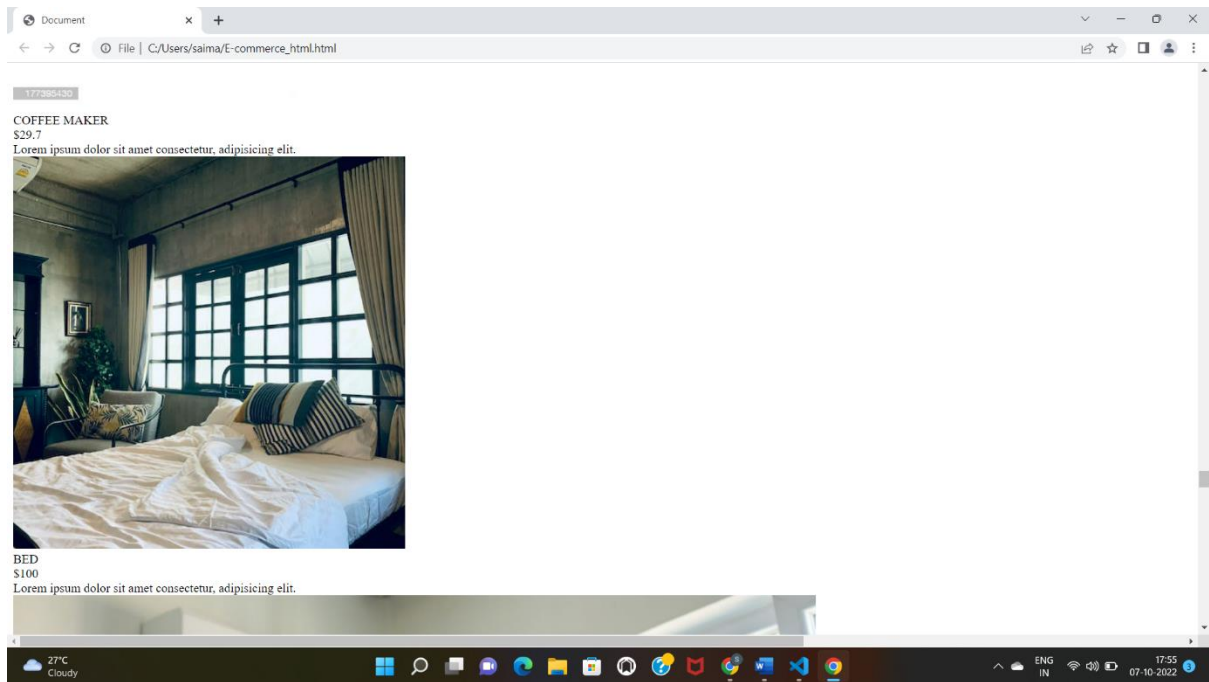 Document
File | C:/Users/saima/E-commerce_html.html
177395430
COFFEE MAKER
$29.7
Lorem ipsum dolor sit amet consectetur, adipisicing elit.
BED
$100
Lorem ipsum dolor sit amet consectetur, adipisicing elit.
27°C
Cloudy
ENG
IN
17:55
07-10-2022
3